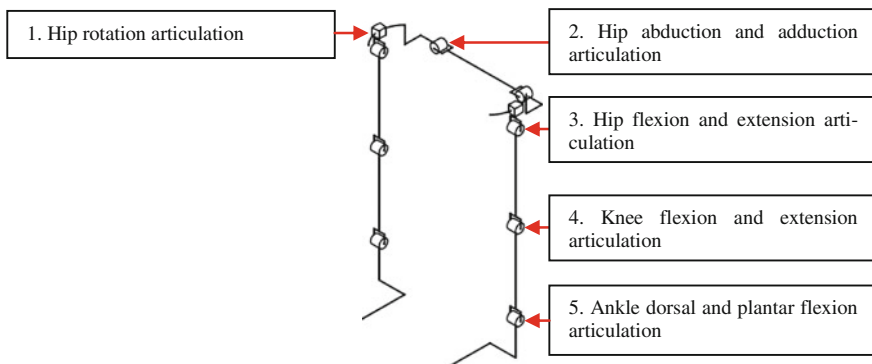 1. Hip rotation articulation
2. Hip abduction and adduction
articulation
3. Hip flexion and extension arti-
culation
4. Knee flexion and extension
articulation
5. Ankle dorsal and plantar flexion
articulation